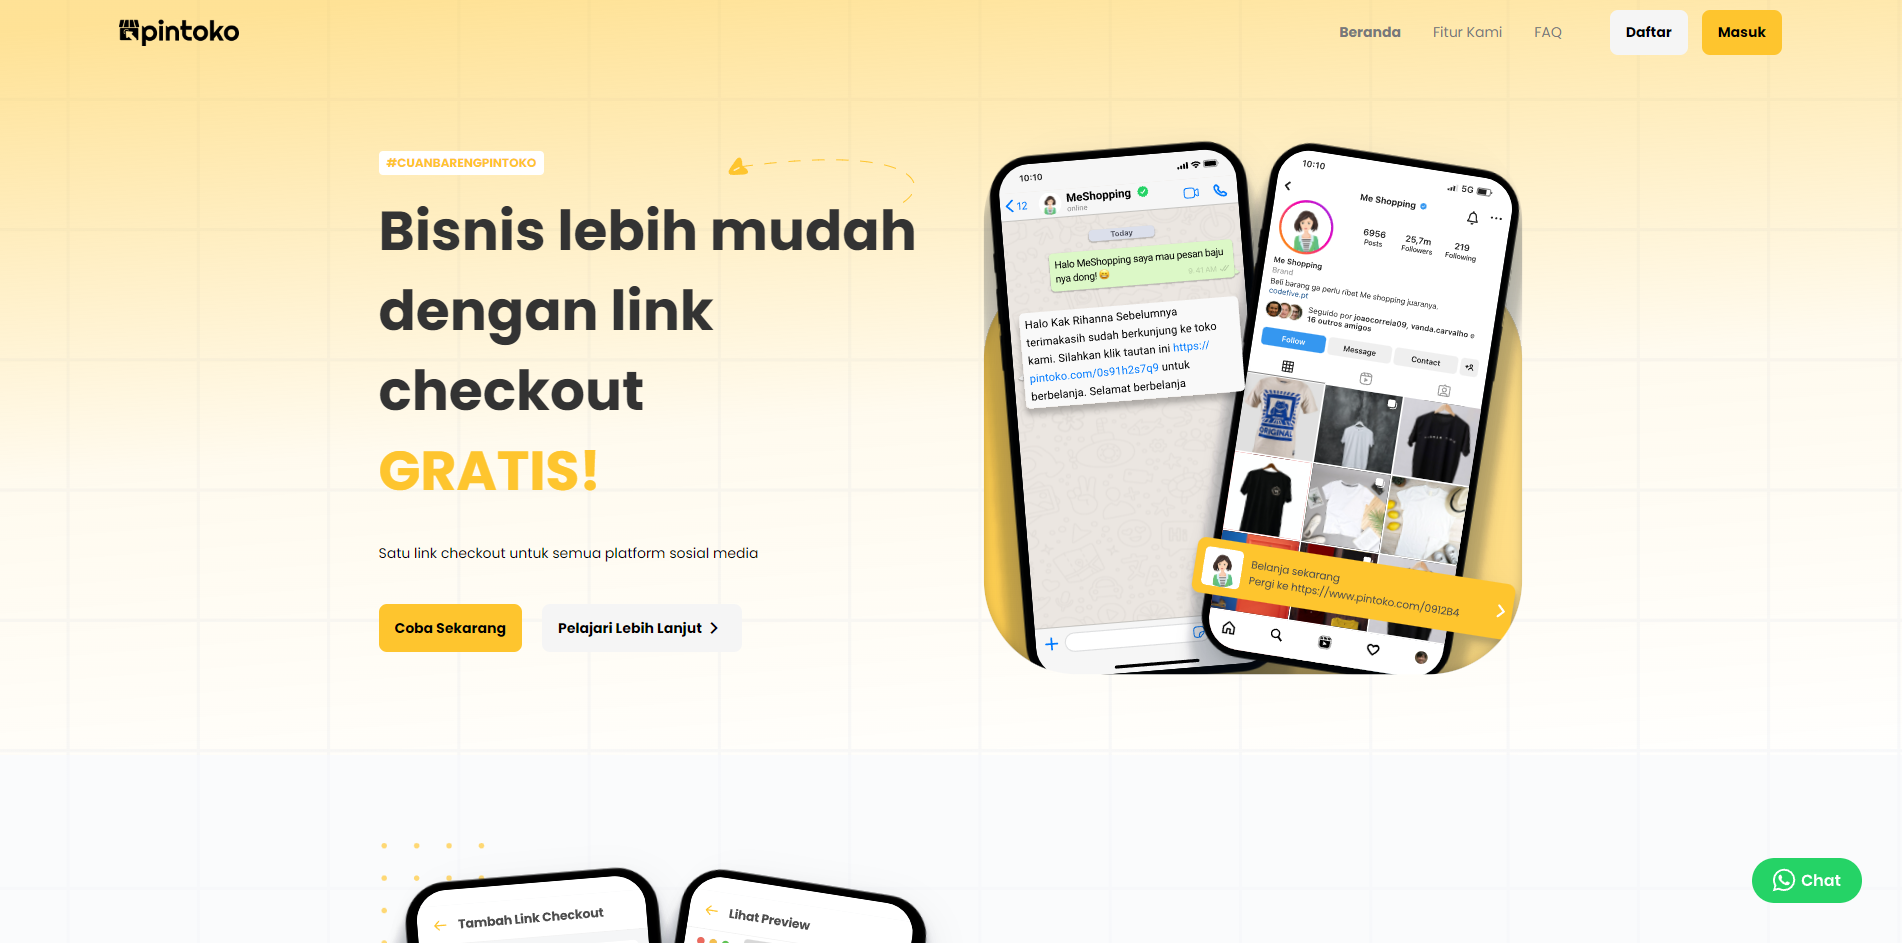 pintoko
Beranda
Fitur Kami
FAQ
Daftar
Masuk
#CUANBARENGPINTOKO
Bisnis lebih mudah
dengan link
checkout
GRATIS!
Satu link checkout untuk semua platform sosial media
Coba Sekarang
Pelajari Lebih Lanjut
10:10
12
MeShopping
online
Today
Halo MeShopping saya mau pesan baju
nya dong!
9:41 AM
Halo Kak Rihanna Sebelumnya
terimakasih sudah berkunjung ke toko
kami. Silahkan klik tautan ini https://
pintoko.com/0s91h2s7q9 untuk
berbelanja. Selamat berbelanja
10:10
5G
Me Shopping
6956
Posts
25,7m
Followers
219
Following
Me Shopping
Brand
Beli barang ga perlu ribet Me shopping juaranya.
codefive.pt
Seguido por joaocorreia09, vanda.carvalho e
16 outros amigos
Follow
Message
Contact
ORIGINAL
Belanja sekarang
Pergi ke https://www.pintoko.com/0912B4
Tambah Link Checkout
Lihat Preview
Chat